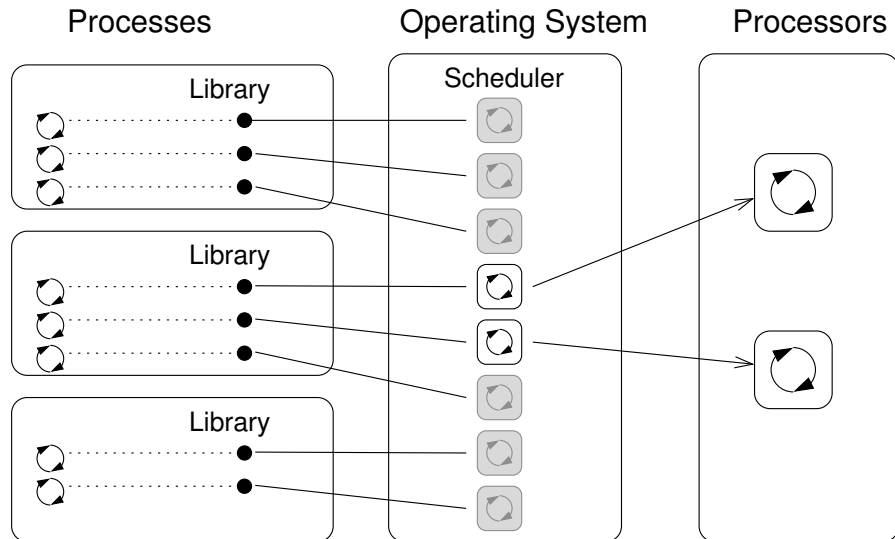 Processes
Operating System
Processors
Library
Scheduler
Library
Library